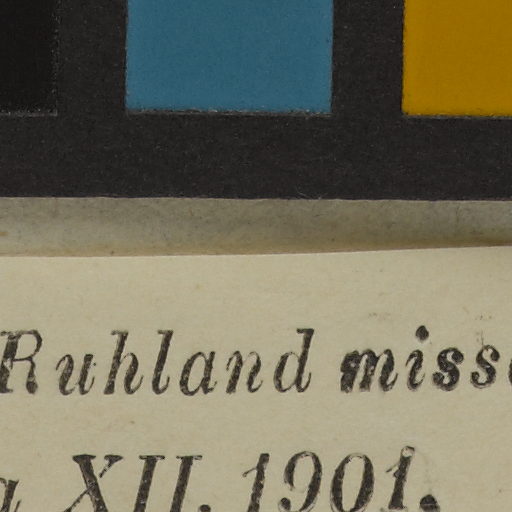 Ruhland miss
XII. 1901.